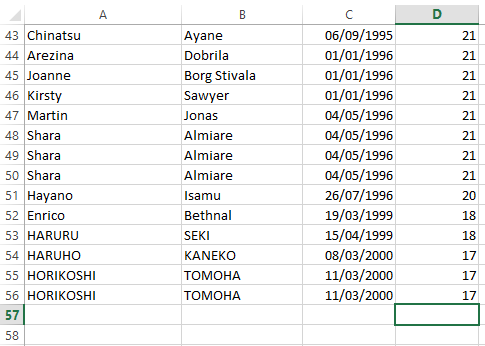 A B C D
43 Chinatsu Ayane 06/09/1995 21
44 Arezina Dobrila 01/01/1996 21
45 Joanne Borg Stivala 01/01/1996 21
46 Kirsty Sawyer 01/01/1996 21
47 Martin Jonas 04/05/1996 21
48 Shara Almiare 04/05/1996 21
49 Shara Almiare 04/05/1996 21
50 Shara Almiare 04/05/1996 21
51 Hayano Isamu 26/07/1996 20
52 Enrico Bethnal 19/03/1999 18
53 HARURU SEKI 15/04/1999 18
54 HARUHO KANEKO 08/03/2000 17
55 HORIKOSHI TOMOHA 11/03/2000 17
56 HORIKOSHI TOMOHA 11/03/2000 17
57
58